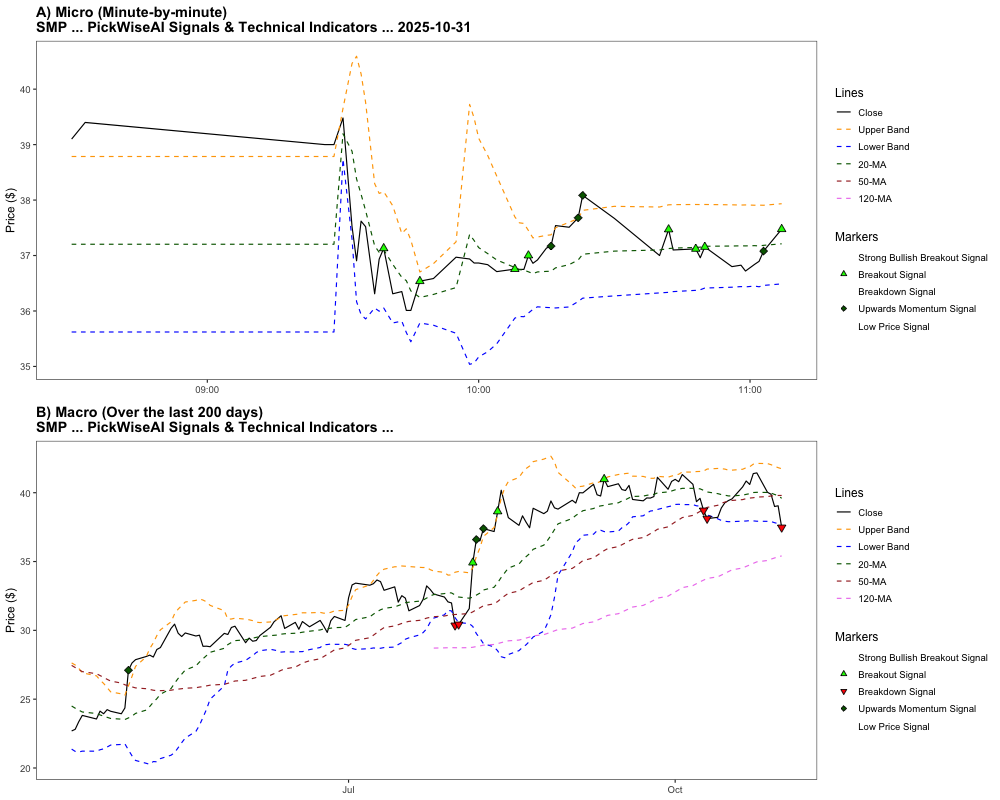 A) Micro (Minute-by-minute)
SMP ... PickWiseAI Signals & Technical Indicators ... 2025-10-31
Price ($)
40
39
38
37
36
35
09:00
10:00
11:00
Lines
Close
Upper Band
Lower Band
20-MA
50-MA
120-MA
Markers
Strong Bullish Breakout Signal
Breakout Signal
Breakdown Signal
Upwards Momentum Signal
Low Price Signal
B) Macro (Over the last 200 days)
SMP ... PickWiseAI Signals & Technical Indicators ...
Price ($)
40
35
30
25
20
Jul
Oct
Lines
Close
Upper Band
Lower Band
20-MA
50-MA
120-MA
Markers
Strong Bullish Breakout Signal
Breakout Signal
Breakdown Signal
Upwards Momentum Signal
Low Price Signal